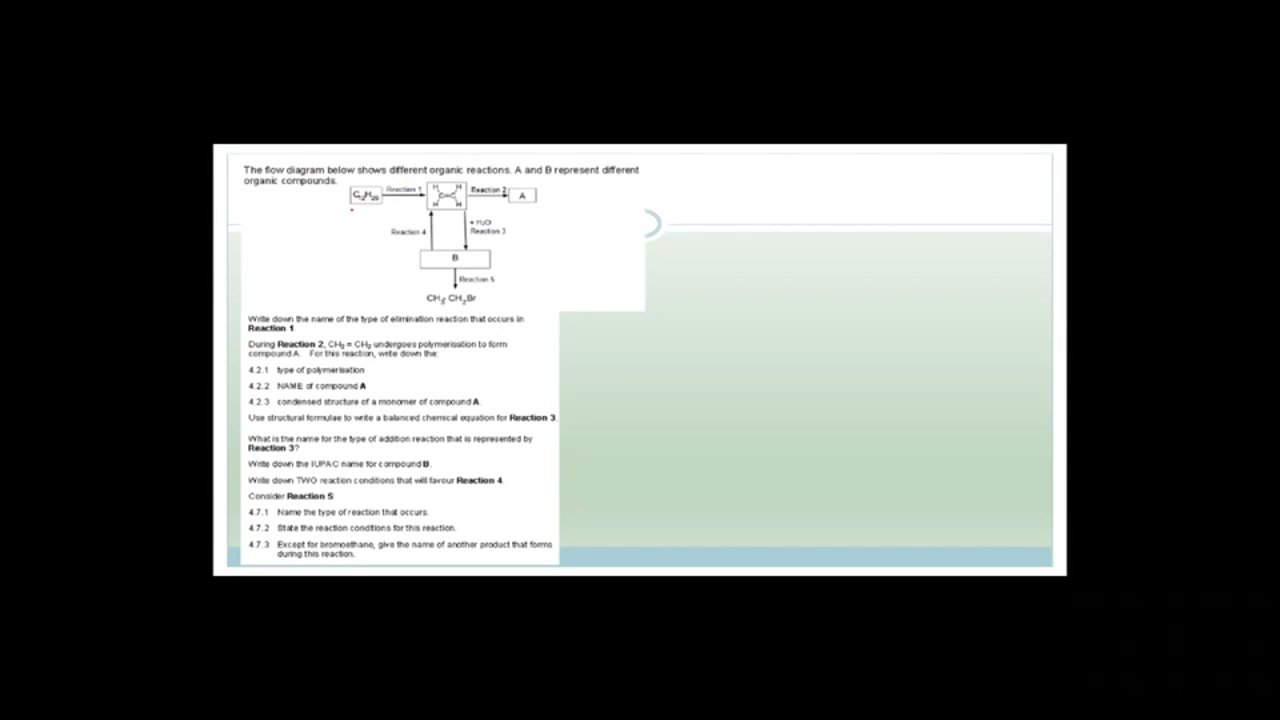 The flow diagram below shows different organic reactions. A and B represent different
organic compounds.
Reaction 1
Reaction 2
H H
C=C
H H
A
+ H₂O
Reaction 3
Reaction 4
B
Reaction 5
CH₃ CH₂Br
Write down the name of the type of elimination reaction that occurs in
Reaction 1.
During Reaction 2, CH₂ = CH₂ undergoes polymerisation to form
compound A. For this reaction, write down the:
4.2.1 type of polymerisation
4.2.2 NAME of compound A
4.2.3 condensed structure of a monomer of compound A.
Use structural formulae to write a balanced chemical equation for Reaction 3.
What is the name for the type of addition reaction that is represented by
Reaction 3?
Write down the IUPAC name for compound B.
Write down TWO reaction conditions that will favour Reaction 4.
Consider Reaction 5:
4.7.1 Name the type of reaction that occurs.
4.7.2 State the reaction conditions for this reaction.
4.7.3 Except for bromoethane, give the name of another product that forms
during this reaction.